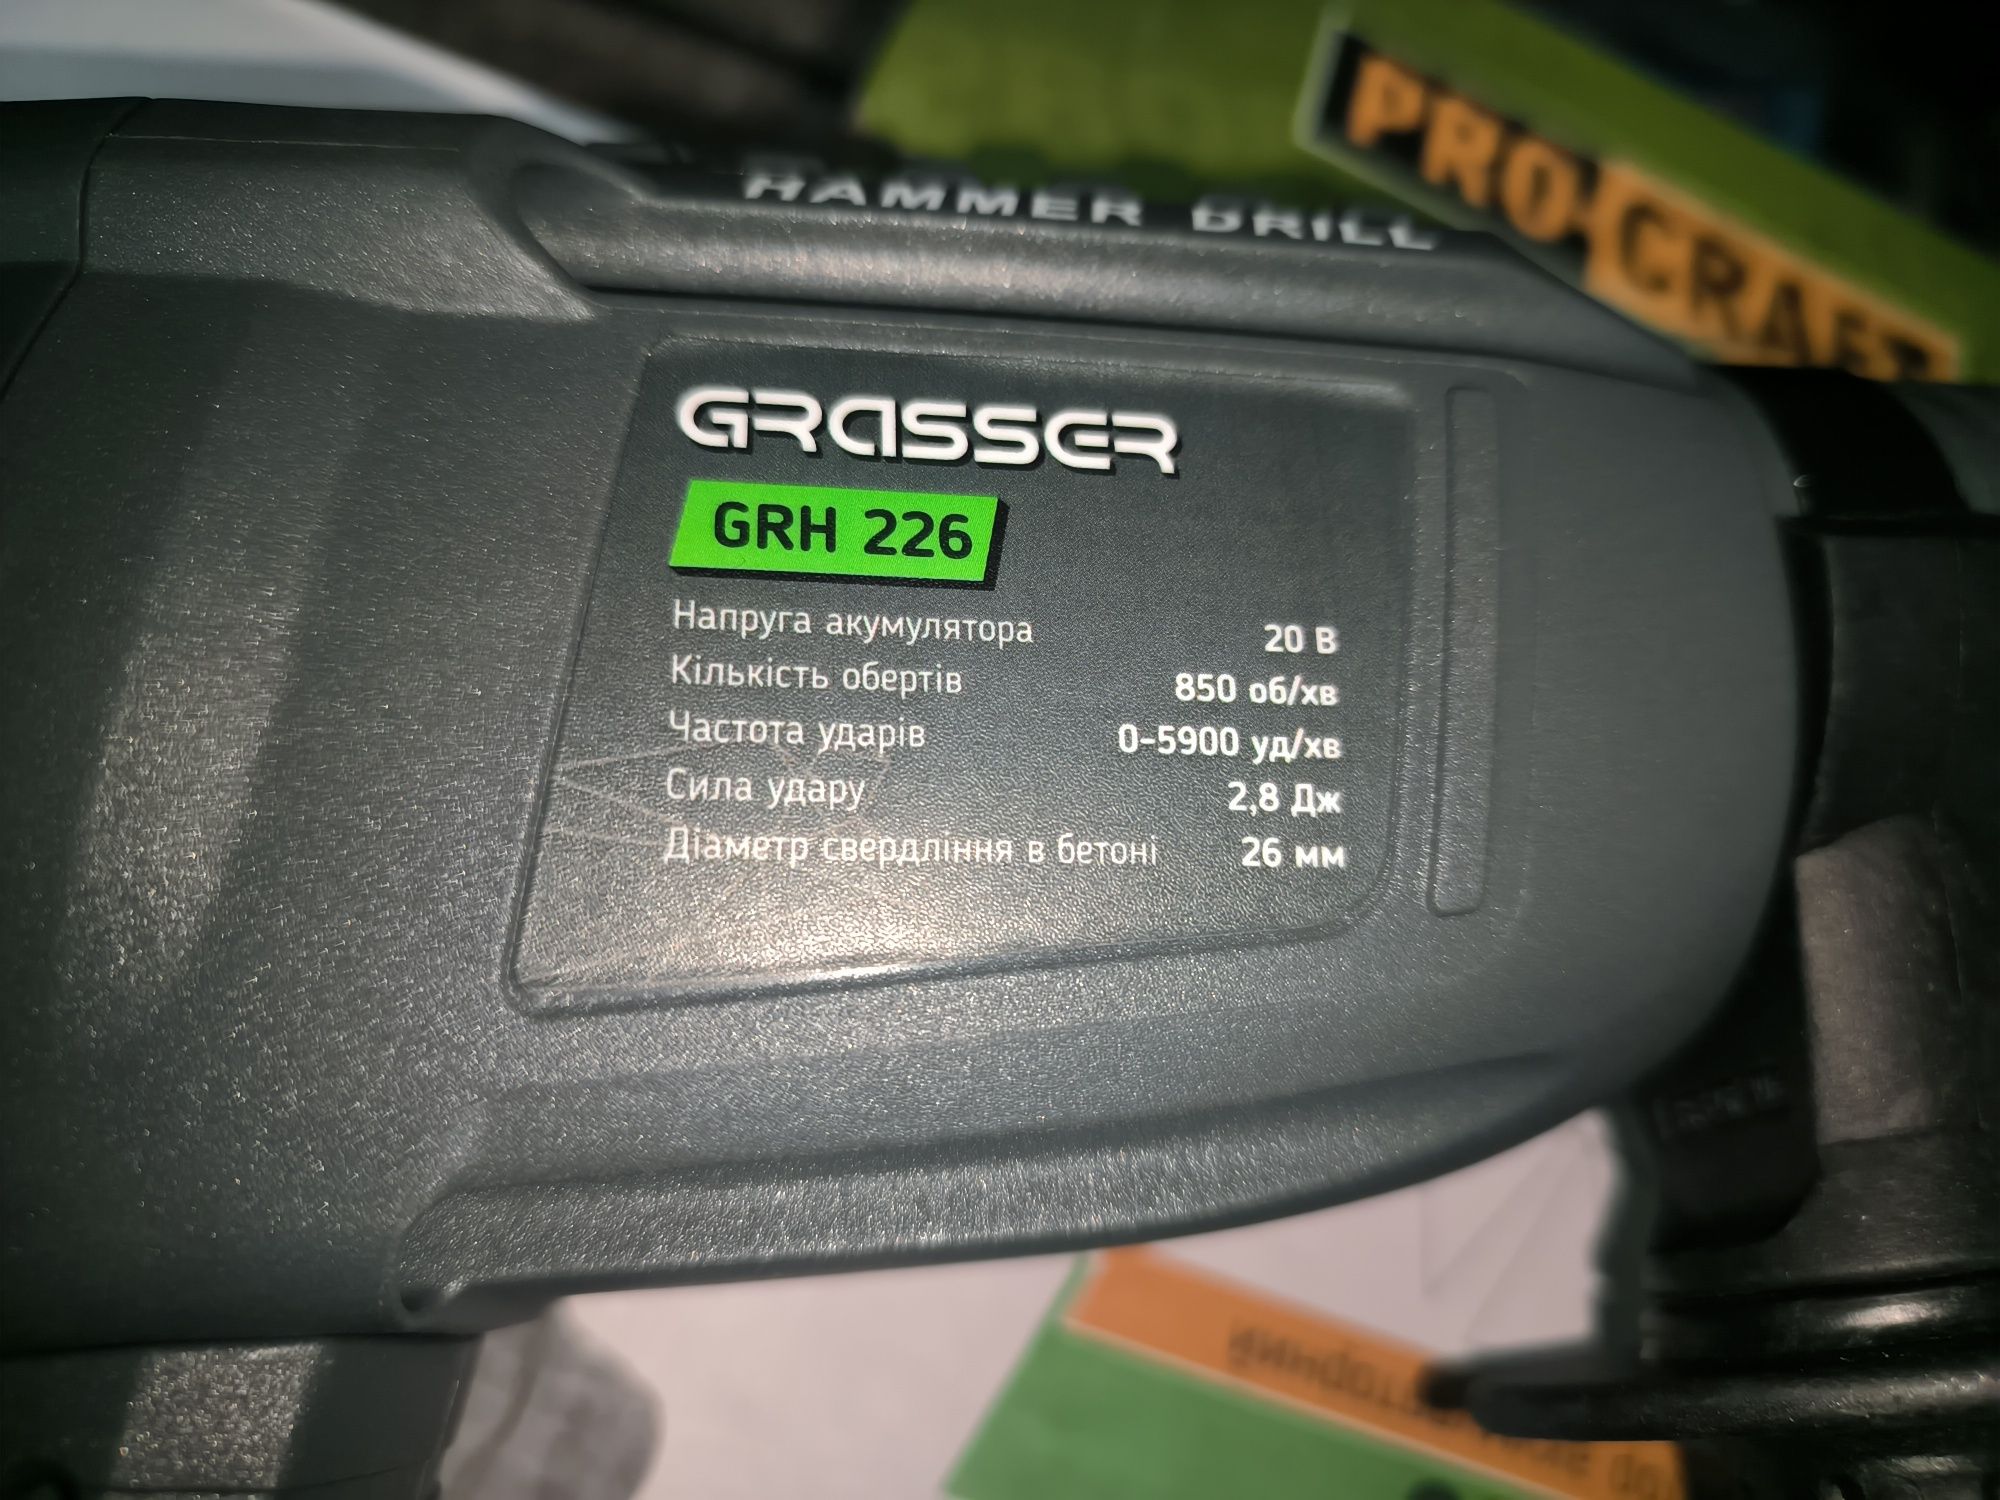 PRO-CRAFT
HAMMER DRILL
GRASSER
GRH 226
Напруга акумулятора 20 В
Кількість обертів 850 об/хв
Частота ударів 0-5900 уд/хв
Сила удару 2,8 Дж
Діаметр свердління в бетоні 26 мм